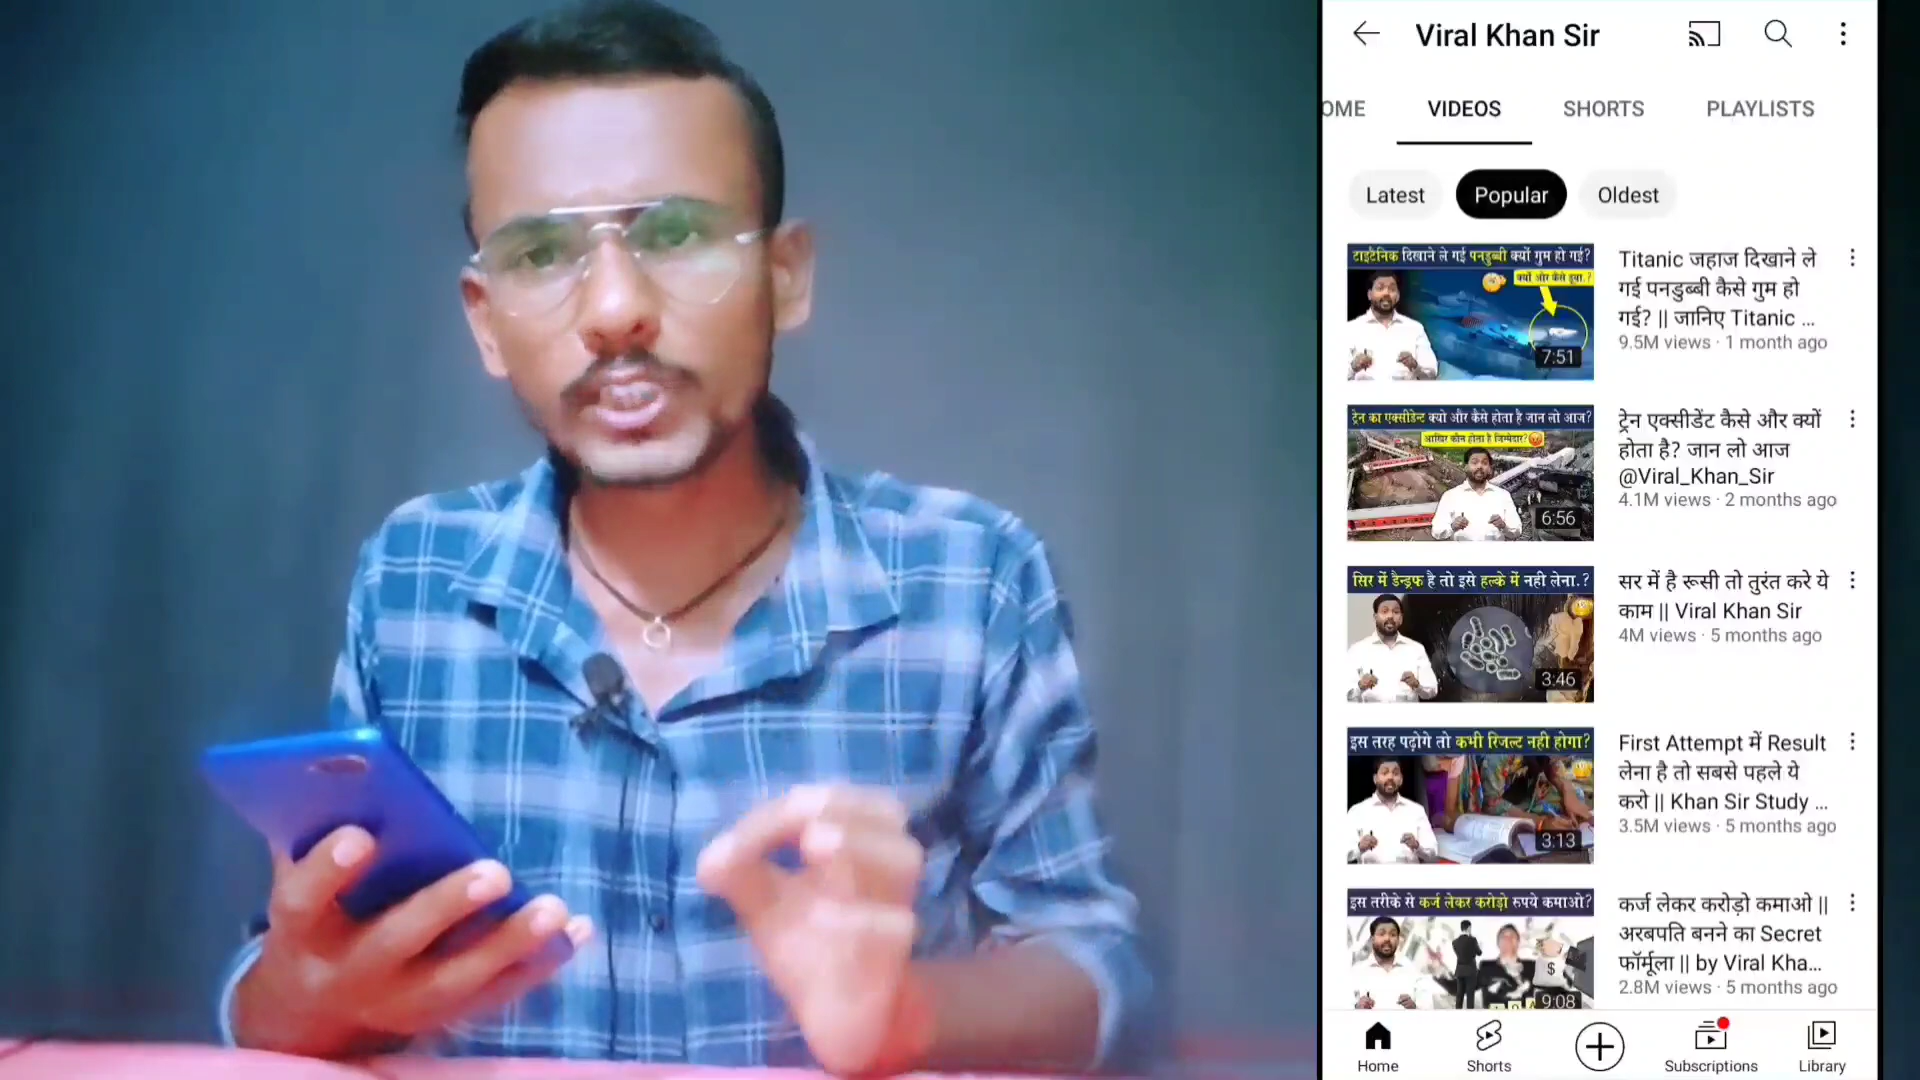 Viral Khan Sir
OME VIDEOS SHORTS PLAYLISTS
Latest Popular Oldest
टाइटैनिक दिखाने ले गई पनडुब्बी क्यों गुम हो गई?
क्यों और कैसे डूबा.?
7:51
Titanic जहाज दिखाने ले
गई पनडुब्बी कैसे गुम हो
गई? || जानिए Titanic ...
9.5M views · 1 month ago
ट्रेन का एक्सीडेन्ट क्यो और कैसे होता है जान लो आज?
आखिर कौन होता है जिम्मेदार?
6:56
ट्रेन एक्सीडेंट कैसे और क्यों
होता है? जान लो आज
@Viral_Khan_Sir
4.1M views · 2 months ago
सिर में डैन्ड्रफ है तो इसे हल्के में नही लेना.?
3:46
सर में है रूसी तो तुरंत करे ये
काम || Viral Khan Sir
4M views · 5 months ago
इस तरह पढ़ोगे तो कभी रिजल्ट नही होगा?
3:13
First Attempt में Result
लेना है तो सबसे पहले ये
करो || Khan Sir Study ...
3.5M views · 5 months ago
इस तरीके से कर्ज लेकर करोड़ो रुपये कमाओ?
$
9:08
कर्ज लेकर करोड़ो कमाओ ||
अरबपति बनने का Secret
फॉर्मूला || by Viral Kha...
2.8M views · 5 months ago
Home Shorts Subscriptions Library